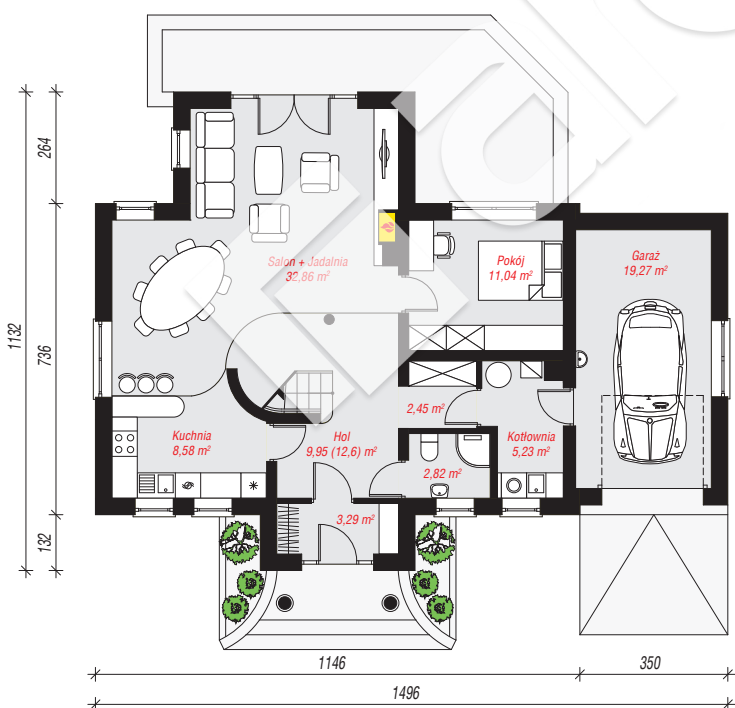 264
Salon + Jadalnia
32,86 m²
Pokój
11,04 m²
Garaż
19,27 m²
1132
736
2,45 m²
Kuchnia
8,58 m²
Hol
9,95 (12,6) m²
Kotłownia
5,23 m²
2,82 m²
3,29 m²
132
1146
350
1496